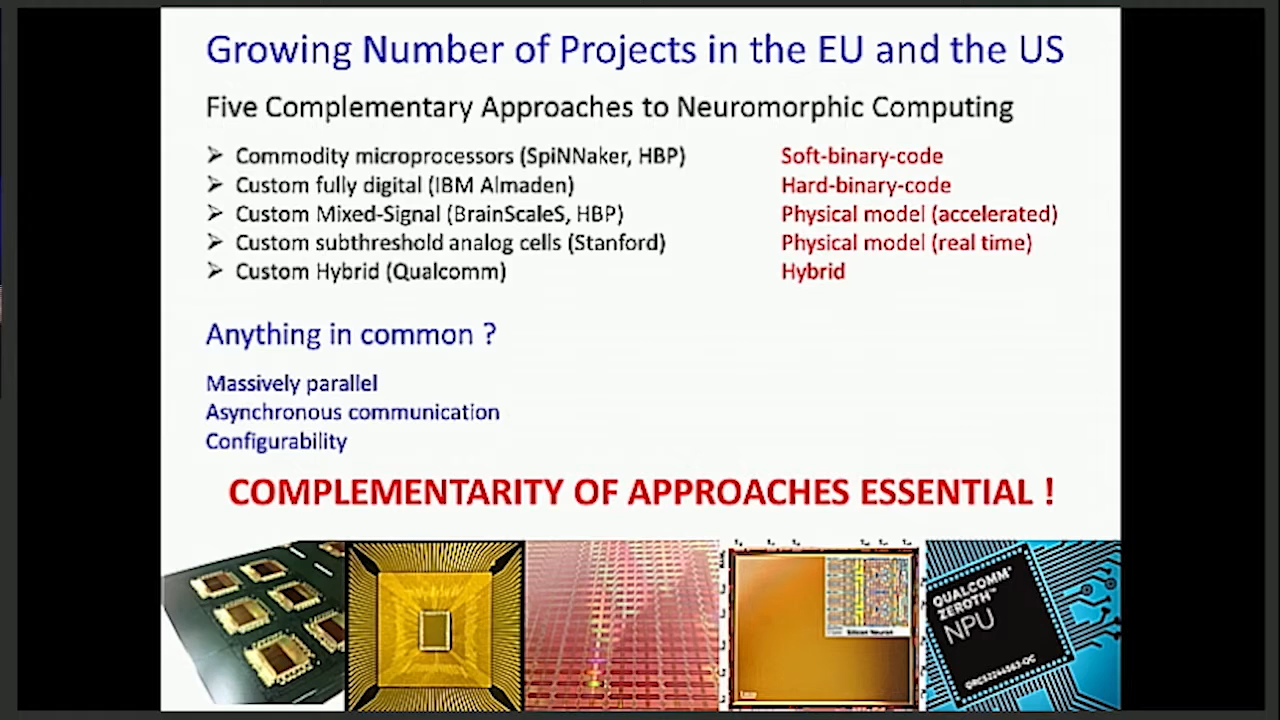 Growing Number of Projects in the EU and the US
Five Complementary Approaches to Neuromorphic Computing
➢ Commodity microprocessors (SpiNNaker, HBP) Soft-binary-code
➢ Custom fully digital (IBM Almaden) Hard-binary-code
➢ Custom Mixed-Signal (BrainScaleS, HBP) Physical model (accelerated)
➢ Custom subthreshold analog cells (Stanford) Physical model (real time)
➢ Custom Hybrid (Qualcomm) Hybrid
Anything in common ?
Massively parallel
Asynchronous communication
Configurability
COMPLEMENTARITY OF APPROACHES ESSENTIAL !
Silicon Neuron
QUALCOMM®
ZEROTH™
NPU